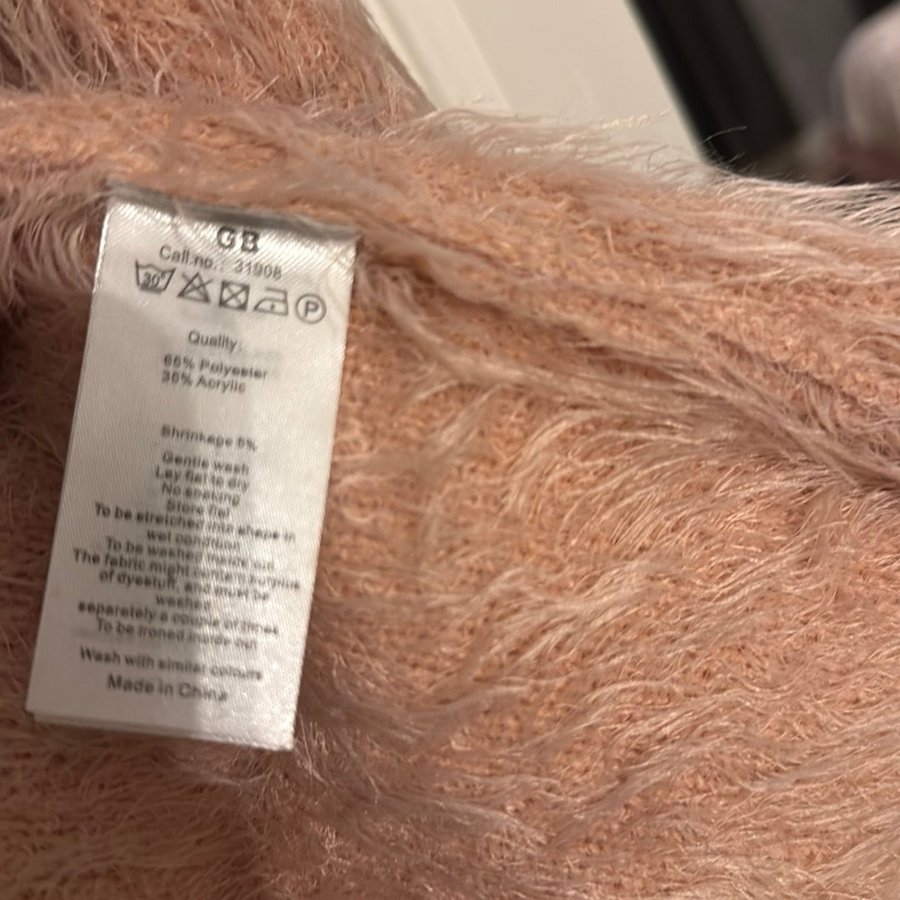 GB
Call.no.: 31908
30°
P
Quality:
65% Polyester
35% Acrylic
Shrinkage 5%
Gentle wash
Lay flat to dry
No soaking
Store flat
To be stretched into shape in
wet condition
To be washed inside out
The fabric might contain surplus
of dyestuff, and must be
washed
separately a couple of times
To be ironed inside out
Wash with similar colours
Made in China